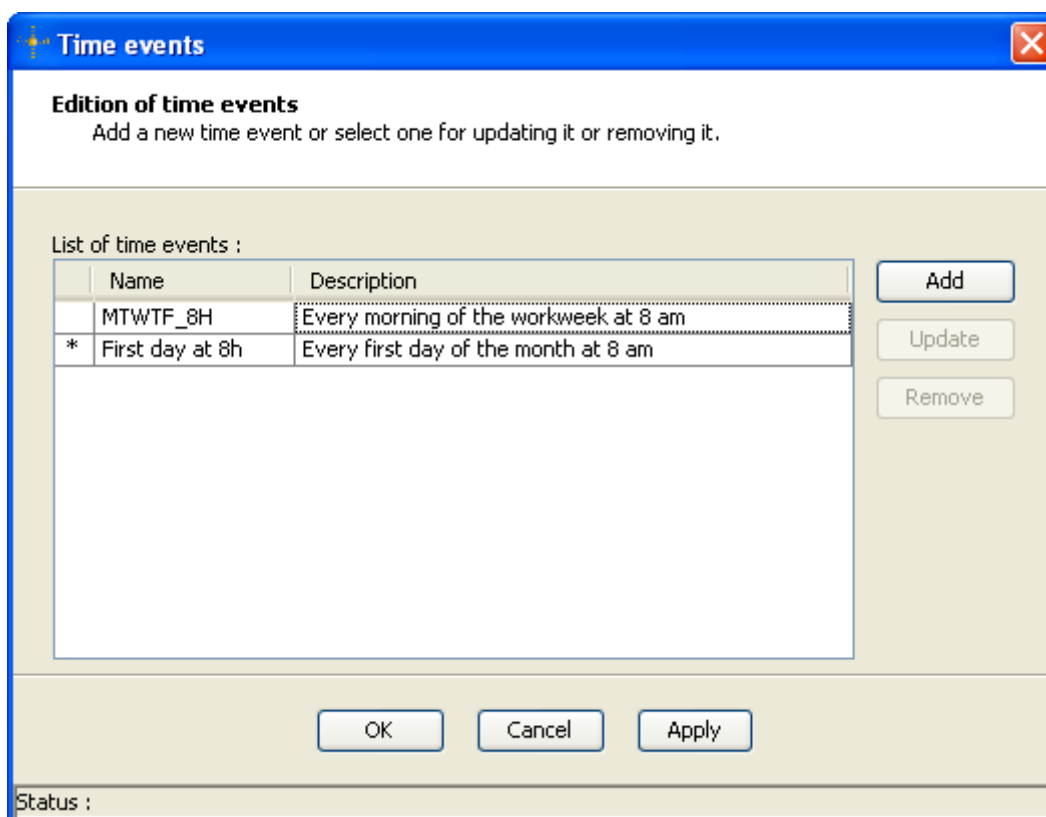 Time events
Edition of time events
Add a new time event or select one for updating it or removing it.
List of time events :
Name Description
MTWTF_8H Every morning of the workweek at 8 am
* First day at 8h Every first day of the month at 8 am
Add
Update
Remove
OK Cancel Apply
Status :